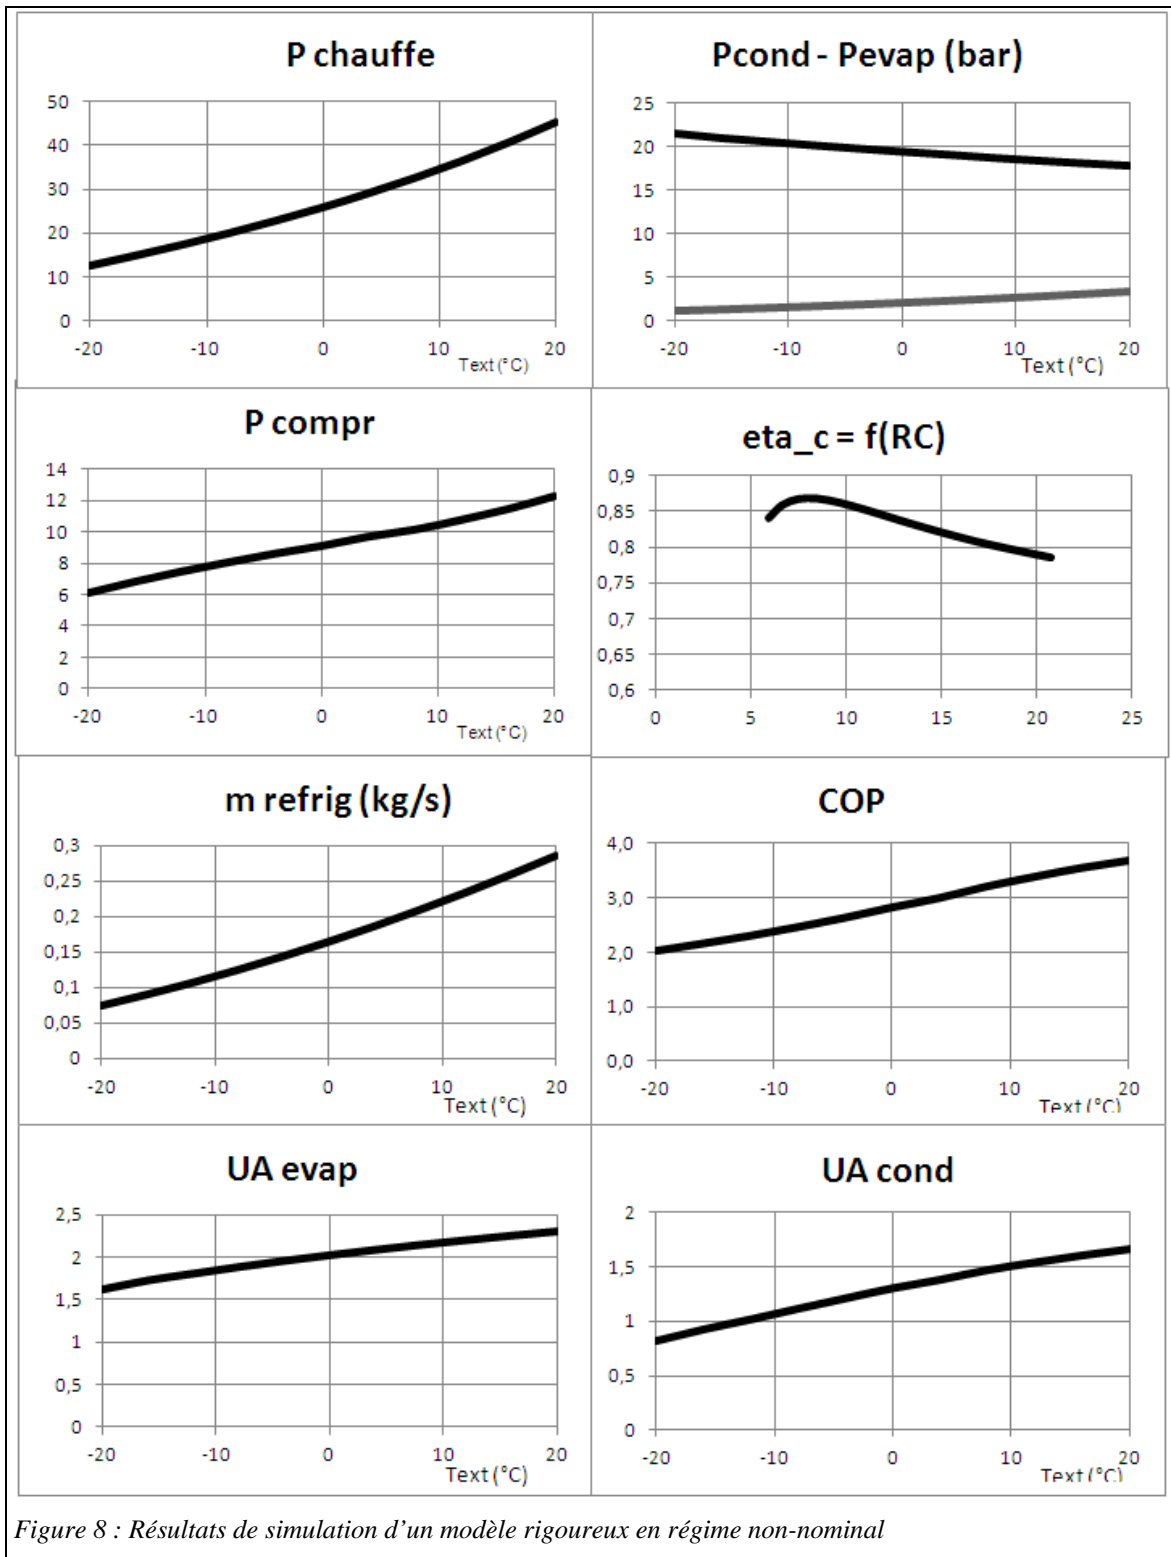 P chauffe
50
40
30
20
10
0
-20 -10 0 10 20
Text (°C)
Pcond - Pevap (bar)
25
20
15
10
5
0
-20 -10 0 10 20
Text (°C)
P compr
14
12
10
8
6
4
2
0
-20 -10 0 10 20
Text (°C)
eta_c = f(RC)
0,9
0,85
0,8
0,75
0,7
0,65
0,6
0 5 10 15 20 25
m refrig (kg/s)
0,3
0,25
0,2
0,15
0,1
0,05
0
-20 -10 0 10 20
Text (°C)
COP
4,0
3,0
2,0
1,0
0,0
-20 -10 0 10 20
Text (°C)
UA evap
2,5
2
1,5
1
0,5
0
-20 -10 0 10 20
Text (°C)
UA cond
2
1,5
1
0,5
0
-20 -10 0 10 20
Text (°C)
Figure 8 : Résultats de simulation d'un modèle rigoureux en régime non-nominal